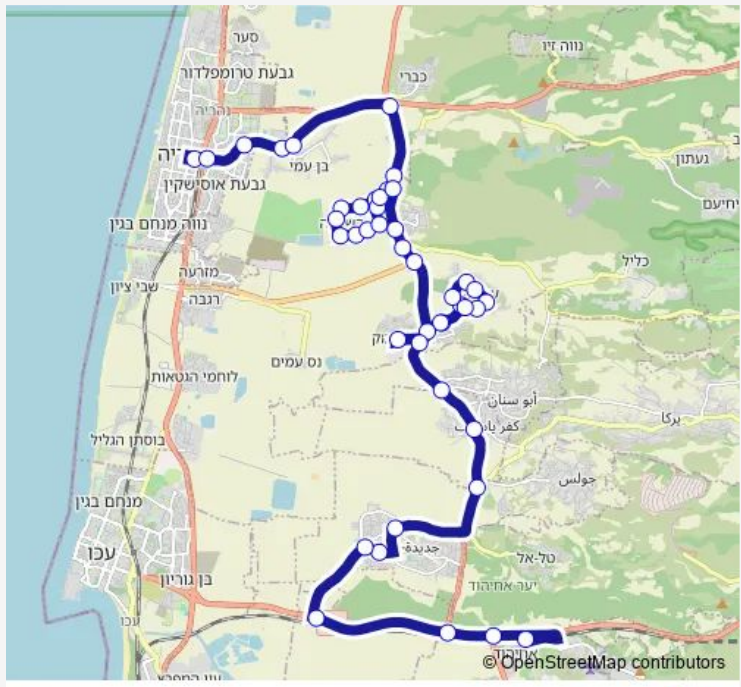 סער
נווה זיו
גבעת טרומפלדור
כברי
נהריה
געתון
בן עמי
גבעת אוסישקין
יחיעם
נווה מנחם בגין
כליל
מזרעה
שבי ציון
רגבה
נס עמים
לוחמי הגטאות
أبو سنان
يركا
בוסתן הגליל
جولس
מנחם בגין
עכו
جديدة
טל-אל
בן גוריון
יער אחיהוד
עכו
אחיהוד
© OpenStreetMap contributors